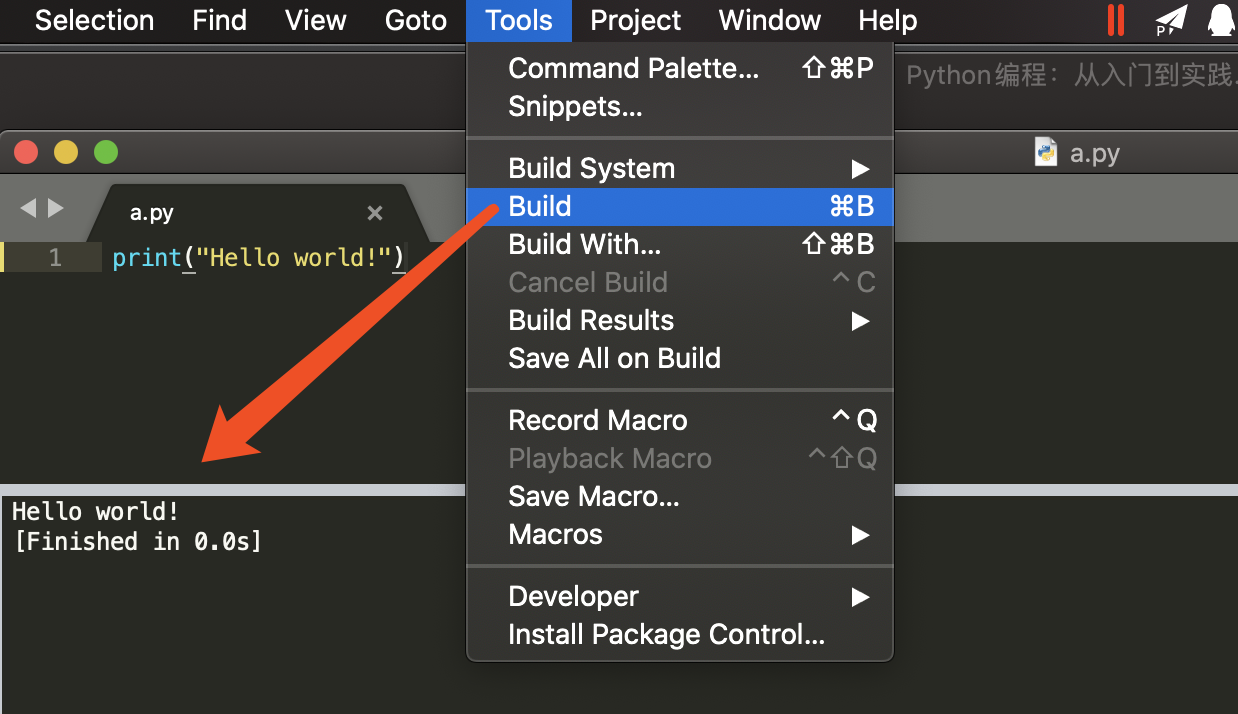 Selection Find View Goto Tools Project Window Help
P
Python编程：从入门到实践.
Command Palette... ⇧⌘P
Snippets...
Build System ▶
Build ⌘B
Build With... ⇧⌘B
Cancel Build ^C
Build Results ▶
Save All on Build
Record Macro ^Q
Playback Macro ^⇧Q
Save Macro...
Macros ▶
Developer ▶
Install Package Control...
a.py
a.py ×
1 print("Hello world!")
Hello world!
[Finished in 0.0s]